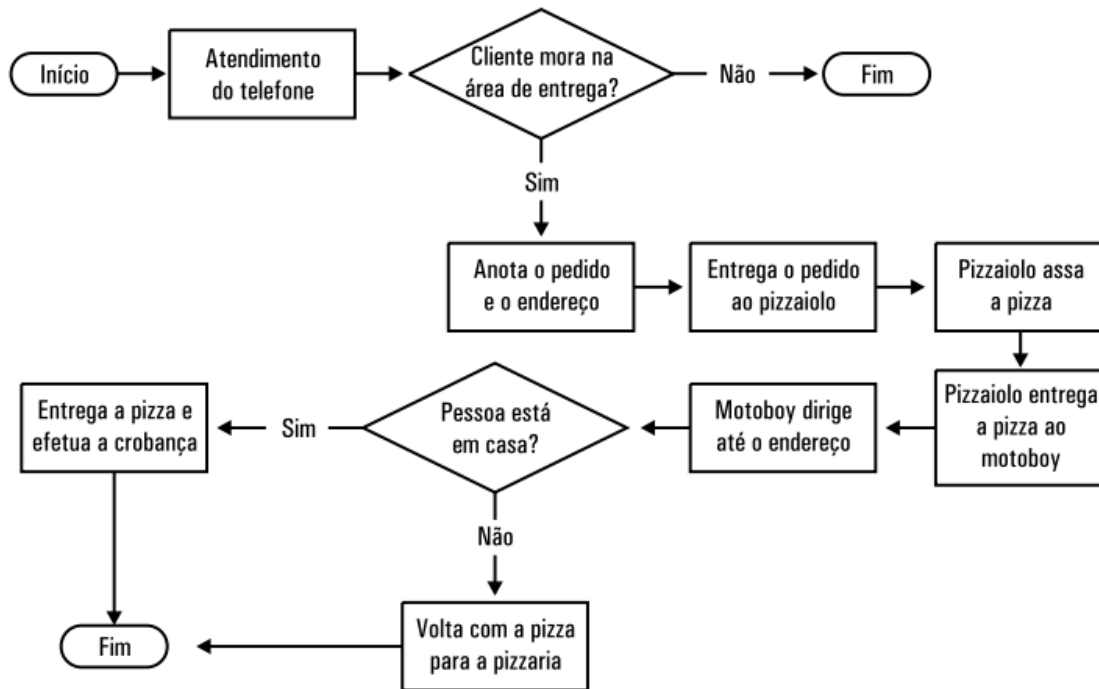 Início
Atendimento
do telefone
Cliente mora na
área de entrega?
Não
Fim
Sim
Anota o pedido
e o endereço
Entrega o pedido
ao pizzaiolo
Pizzaiolo assa
a pizza
Pizzaiolo entrega
a pizza ao
motoboy
Motoboy dirige
até o endereço
Pessoa está
em casa?
Sim
Entrega a pizza e
efetua a crobança
Não
Volta com a pizza
para a pizzaria
Fim